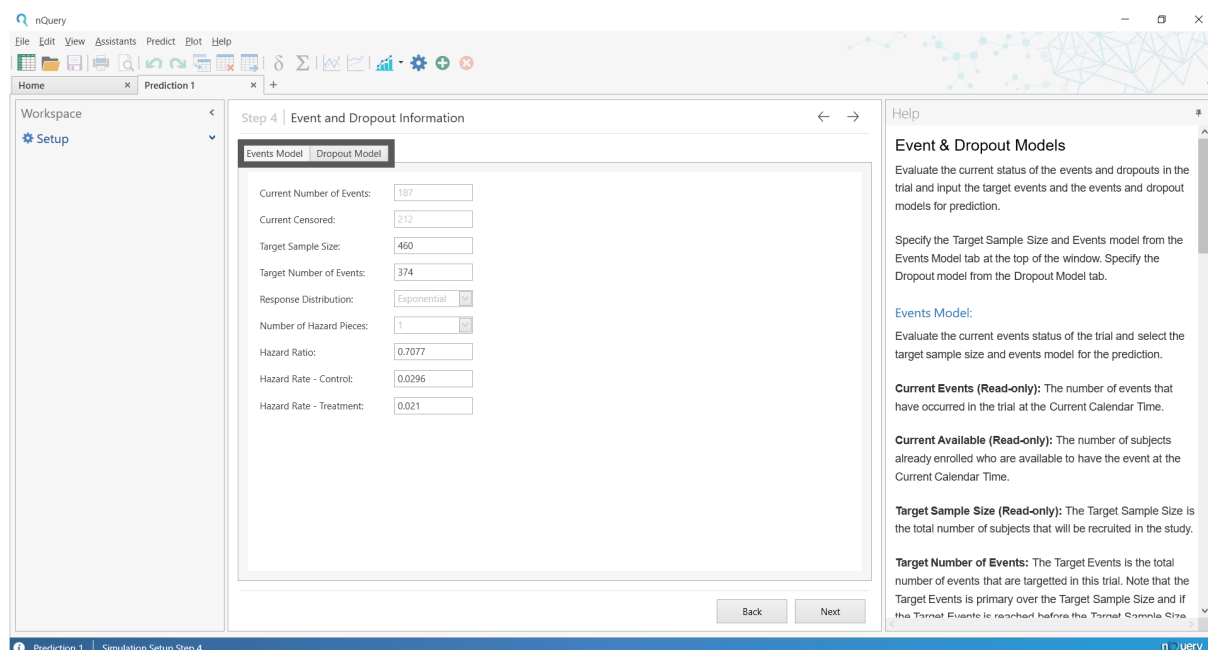 nQuery
File Edit View Assistants Predict Plot Help
Home × Prediction 1 × +
Workspace
Setup
Step 4 | Event and Dropout Information
Events Model Dropout Model
Current Number of Events: 187
Current Censored: 212
Target Sample Size: 460
Target Number of Events: 374
Response Distribution: Exponential
Number of Hazard Pieces: 1
Hazard Ratio: 0.7077
Hazard Rate - Control: 0.0296
Hazard Rate - Treatment: 0.021
Back Next
Help
Event & Dropout Models
Evaluate the current status of the events and dropouts in the
trial and input the target events and the events and dropout
models for prediction.
Specify the Target Sample Size and Events model from the
Events Model tab at the top of the window. Specify the
Dropout model from the Dropout Model tab.
Events Model:
Evaluate the current events status of the trial and select the
target sample size and events model for the prediction.
Current Events (Read-only): The number of events that
have occurred in the trial at the Current Calendar Time.
Current Available (Read-only): The number of subjects
already enrolled who are available to have the event at the
Current Calendar Time.
Target Sample Size (Read-only): The Target Sample Size is
the total number of subjects that will be recruited in the study.
Target Number of Events: The Target Events is the total
number of events that are targetted in this trial. Note that the
Target Events is primary over the Target Sample Size and if
the Target Events is reached before the Target Sample Size
Prediction 1 | Simulation Setup Step 4
nQuery